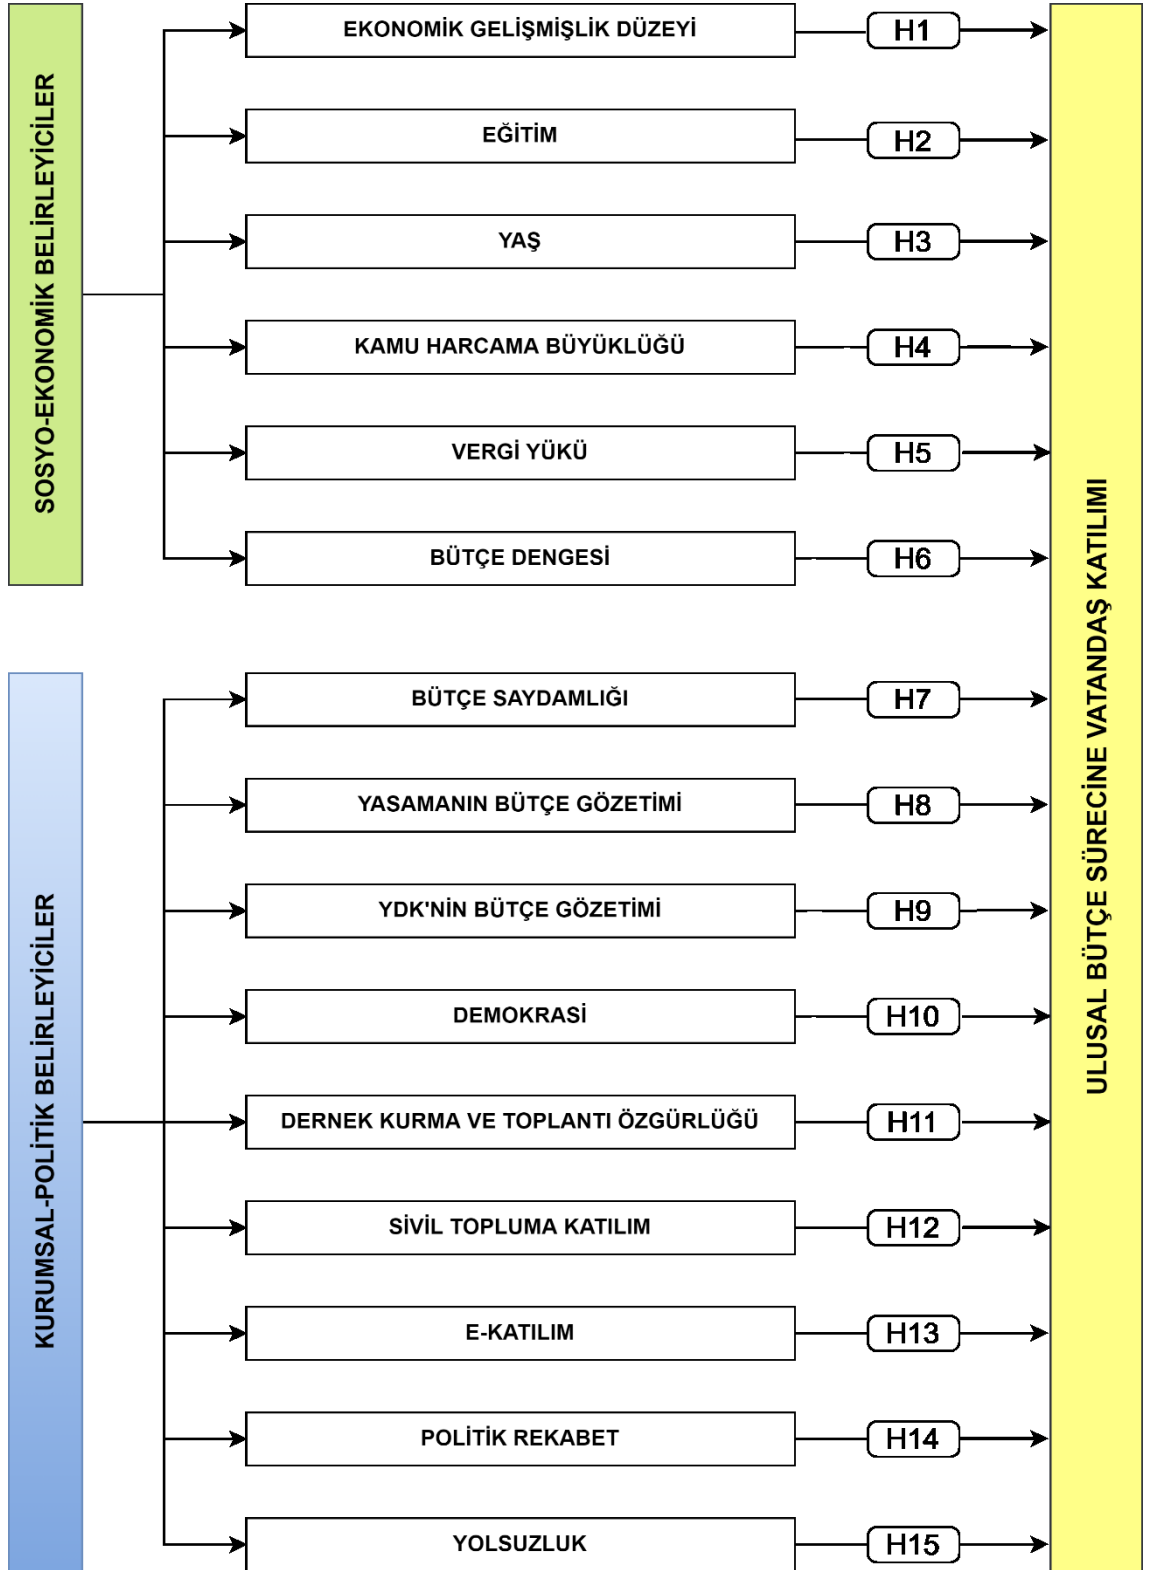 SOSYO-EKONOMİK BELİRLEYİCİLER
EKONOMİK GELİŞMİŞLİK DÜZEYİ
H1
EĞİTİM
H2
YAŞ
H3
KAMU HARCAMA BÜYÜKLÜĞÜ
H4
VERGİ YÜKÜ
H5
BÜTÇE DENGESİ
H6
KURUMSAL-POLİTİK BELİRLEYİCİLER
BÜTÇE SAYDAMLIĞI
H7
YASAMANIN BÜTÇE GÖZETİMİ
H8
YDK'NİN BÜTÇE GÖZETİMİ
H9
DEMOKRASİ
H10
DERNEK KURMA VE TOPLANTI ÖZGÜRLÜĞÜ
H11
SİVİL TOPLUMA KATILIM
H12
E-KATILIM
H13
POLİTİK REKABET
H14
YOLSUZLUK
H15
ULUSAL BÜTÇE SÜRECİNE VATANDAŞ KATILIMI